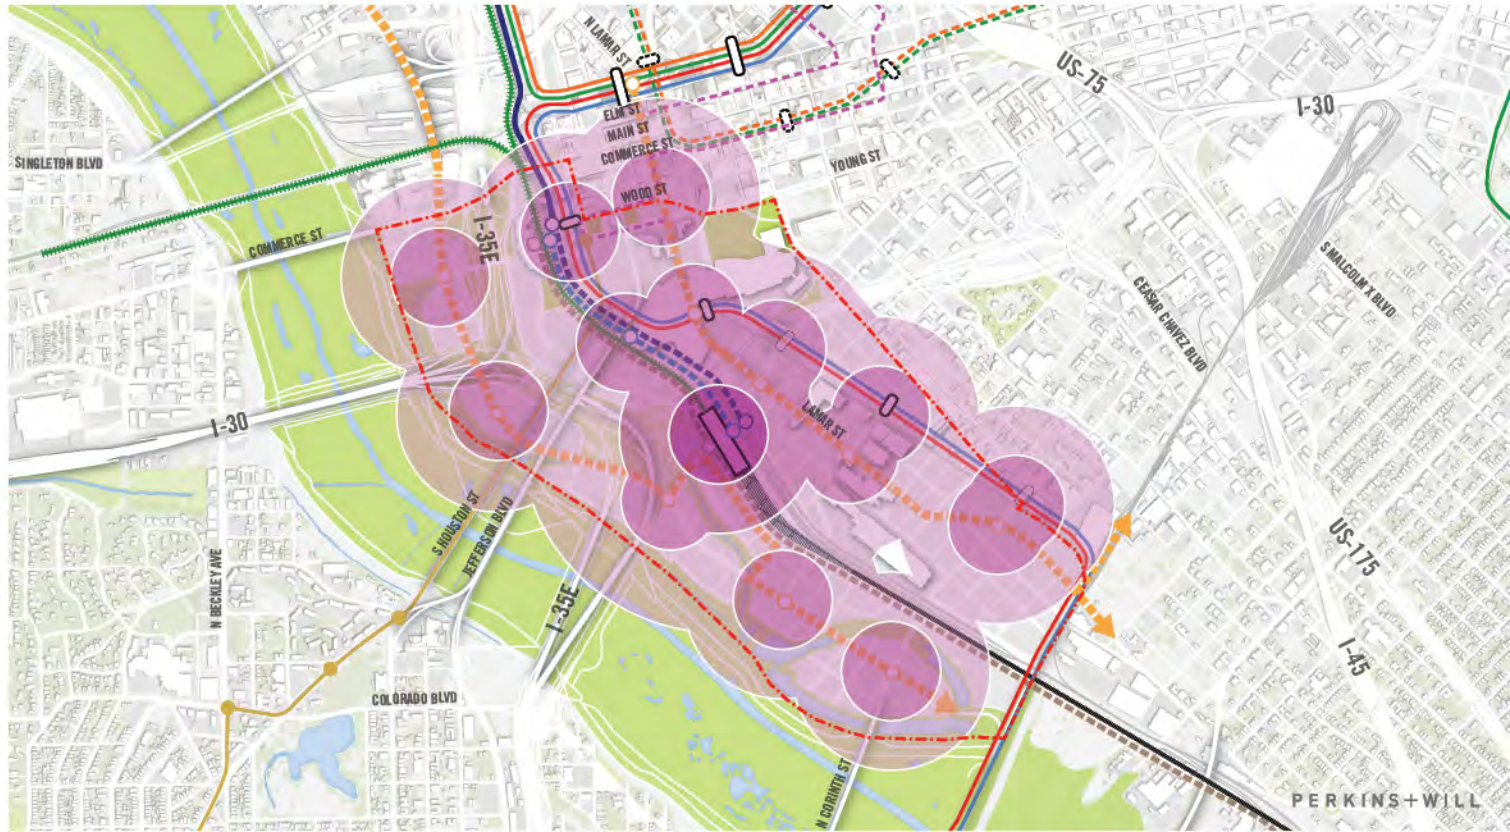 N LAMAR ST
US-75
I-30
ELM ST
MAIN ST
COMMERCE ST
YOUNG ST
SINGLETON BLVD
WOOD ST
I-35E
COMMERCE ST
S MALCOLM X BLVD
CEASAR CHAVEZ BLVD
I-30
LAMAR ST
S HOUSTON ST
JEFFERSON BLVD
US-175
N BECKLEY AVE
I-35E
I-45
COLORADO BLVD
N CORINTH ST
PERKINS+WILL